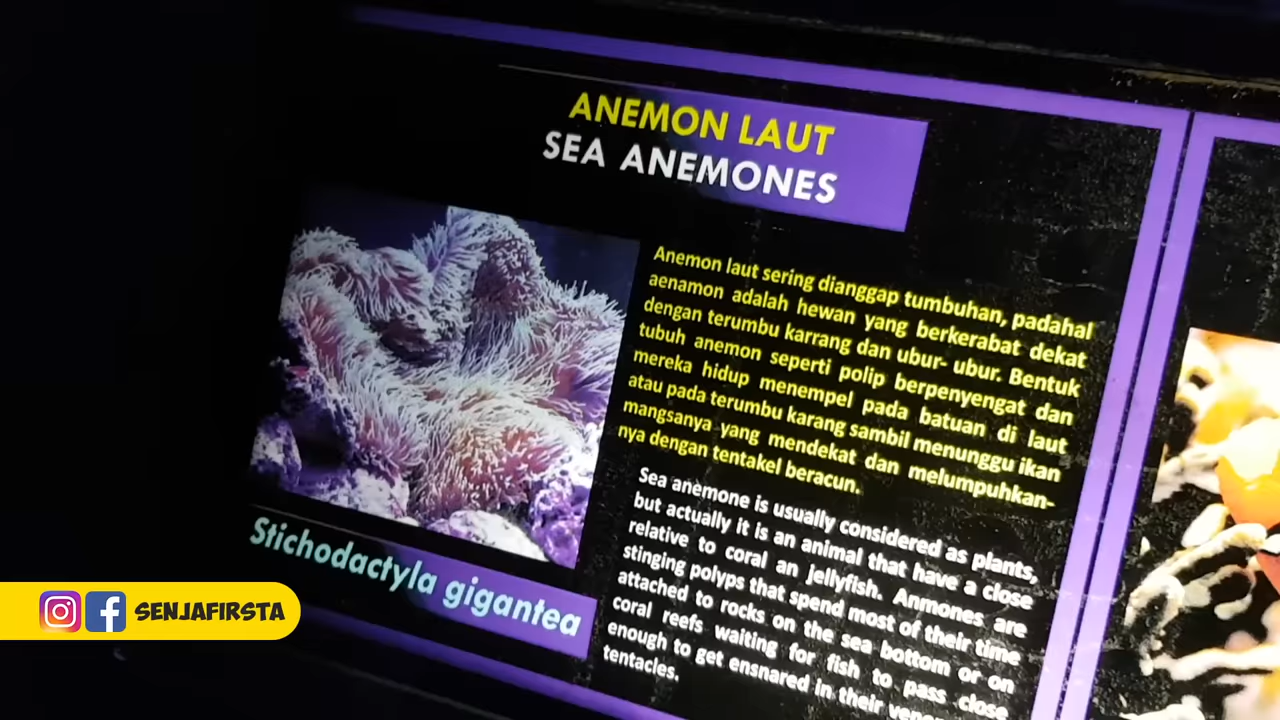 ANEMON LAUT
SEA ANEMONES
Anemon laut sering dianggap tumbuhan, padahal
aenamon adalah hewan yang berkerabat dekat
dengan terumbu karrang dan ubur- ubur. Bentuk
tubuh anemon seperti polip berpenyengat dan
mereka hidup menempel pada batuan di laut
atau pada terumbu karang sambil menunggu ikan
mangsanya yang mendekat dan melumpuhkan-
nya dengan tentakel beracun.
Sea anemone is usually considered as plants,
but actually it is an animal that have a close
relative to coral an jellyfish. Anmones are
stinging polyps that spend most of their time
attached to rocks on the sea bottom or on
coral reefs waiting for fish to pass close
enough to get ensnared in their
tentacles.
Stichodactyla gigantea
SENJAFIRSTA